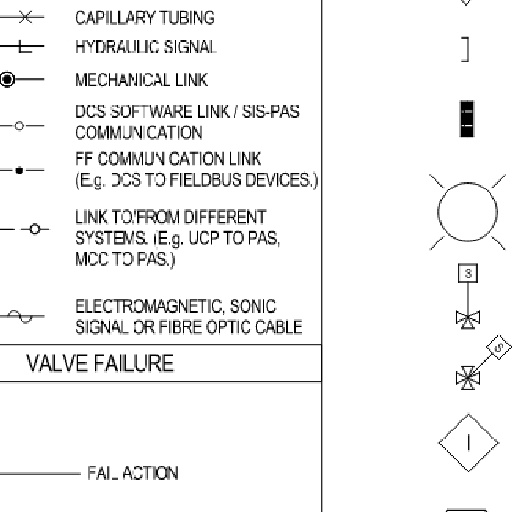 CAPILLARY TUBING
HYDRAULIC SIGNAL
MECHANICAL LINK
DCS SOFTWARE LINK / SIS-PAS
COMMUNICATION
FF COMMUN CATION LINK
(E.g. DCS TO FIELDBUS DEVICES.)
LINK TO/FROM DIFFERENT
SYSTEMS. (E.g. UCP TO PAS,
MCC TO PAS.)
ELECTROMAGNETIC, SONIC
SIGNAL OR FIBRE OPTIC CABLE
VALVE FAILURE
FAIL ACTION
S
S
I